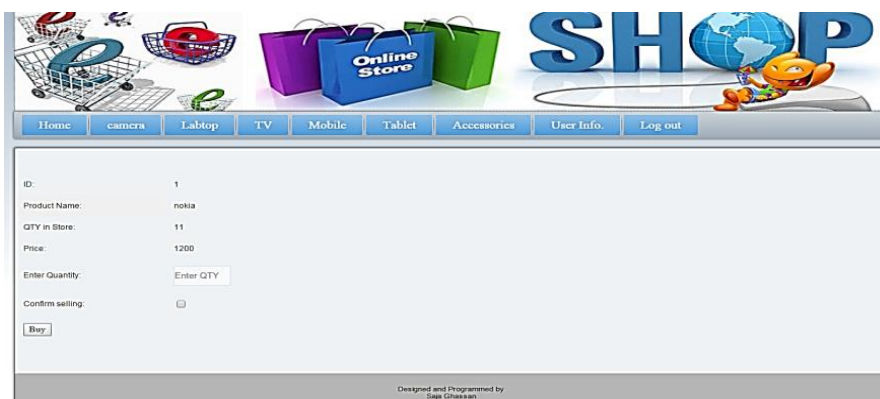 Online
Store
SHOP
Home camera Labtop TV Mobile Tablet Accessories User Info. Log out
ID: 1
Product Name: nokia
QTY in Store: 11
Price: 1200
Enter Quantity: Enter QTY
Confirm selling:
Buy
Designed and Programmed by
Saja Ghassan